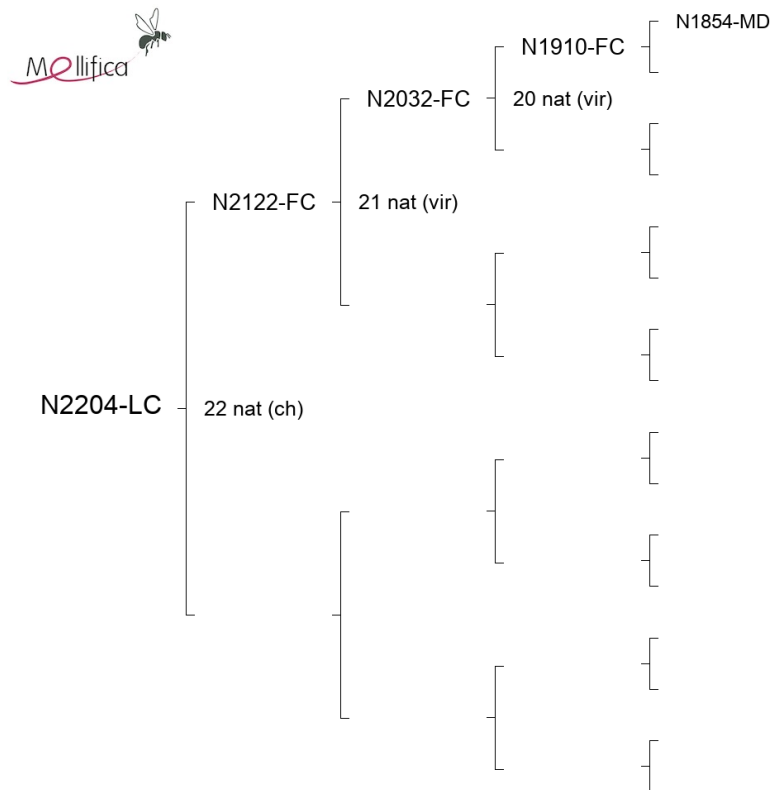 Mellifica
N1854-MD
N1910-FC
N2032-FC
20 nat (vir)
N2122-FC
21 nat (vir)
N2204-LC
22 nat (ch)